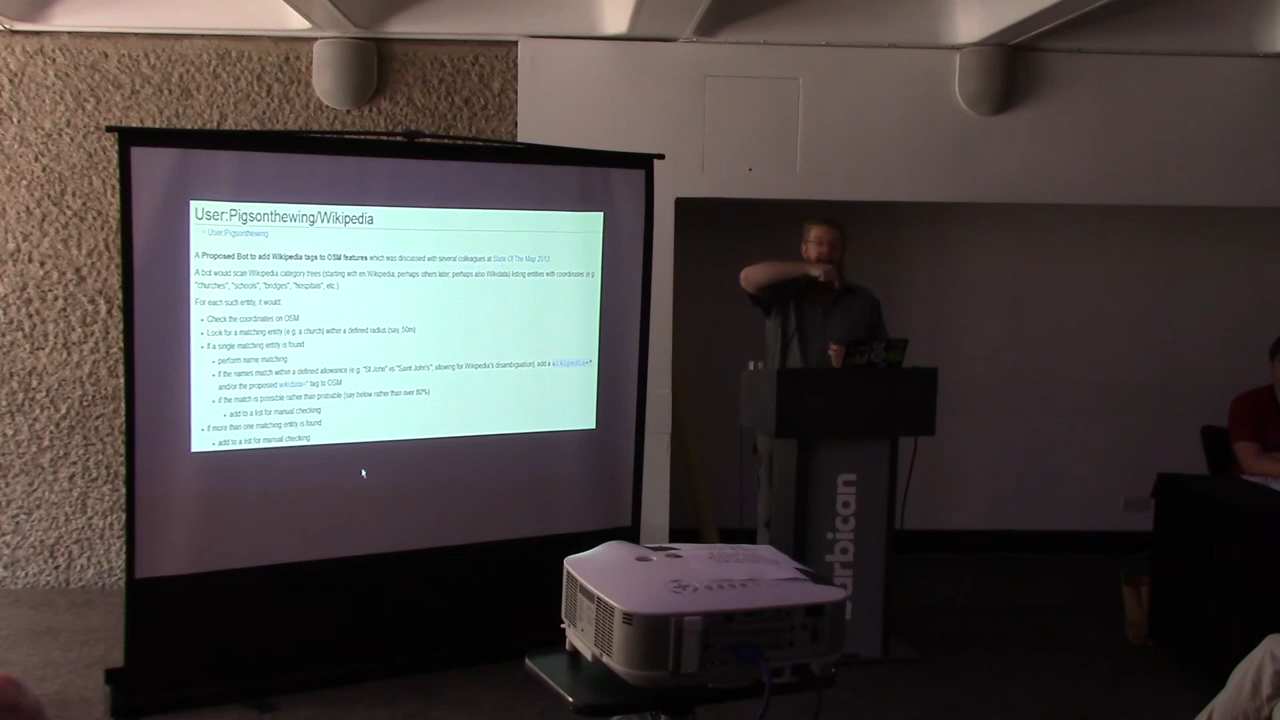 User:Pigsonthewing/Wikipedia
User:Pigsonthewing
A Proposed Bot to add Wikipedia tags to OSM features which was discussed with several colleagues at State Of The Map 2013.
A bot would scan Wikipedia category trees (starting with en Wikipedia, perhaps others later; perhaps also Wikidata) listing entities with coordinates (e.g
"churches", "schools", "bridges", "hospitals", etc.)
For each such entity, it would:
Check the coordinates on OSM
Look for a matching entity (e.g. a church) within a defined radius (say, 50m)
If a single matching entity is found
perform name matching
If the names match within a defined allowance (e.g. "St John" vs "Saint John's", allowing for Wikipedia's disambiguation), add a wikipedia=*
and/or the proposed wikidata=* tag to OSM
if the match is possible rather than probable (say below rather than over 80%)
add to a list for manual checking
If more than one matching entity is found
add to a list for manual checking
arbican